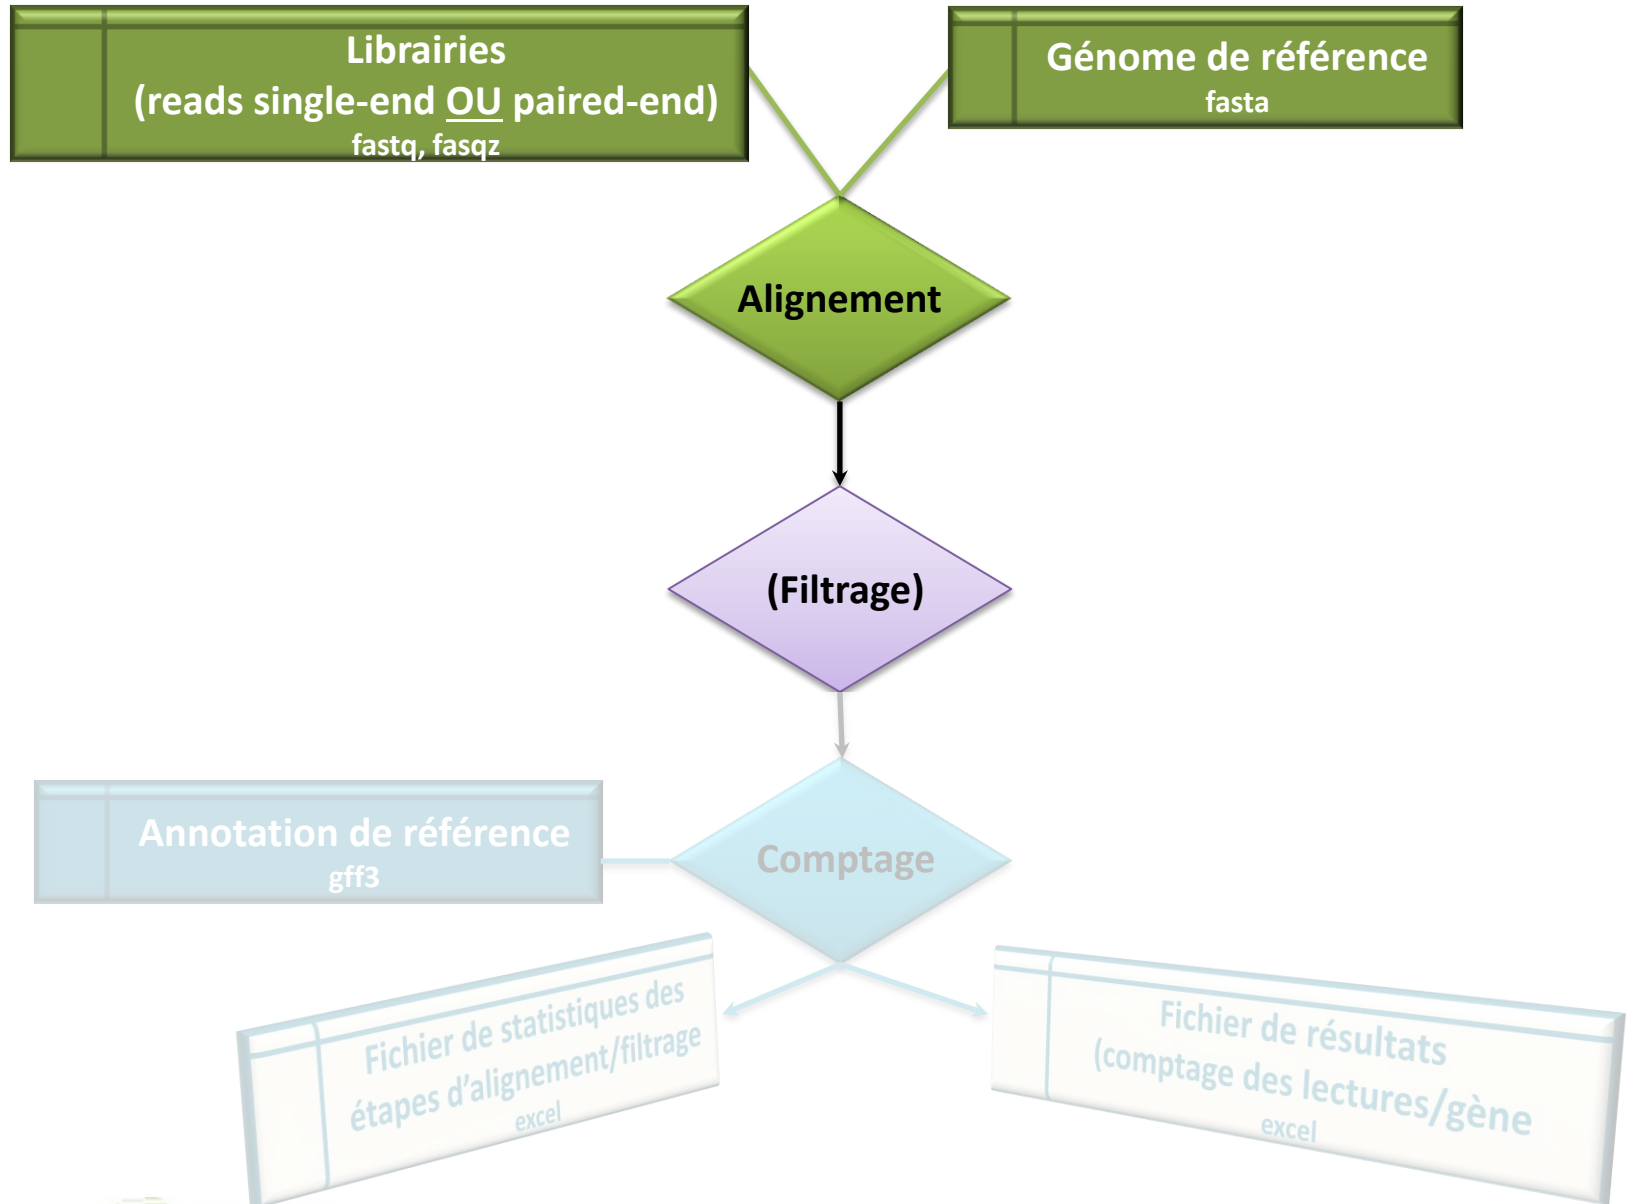 Librairies
(reads single-end OU paired-end)
fastq, fasqz
Génome de référence
fasta
Alignement
(Filtrage)
Annotation de référence
gff3
Comptage
Fichier de statistiques des
étapes d'alignement/filtrage
excel
Fichier de résultats
(comptage des lectures/gène
excel